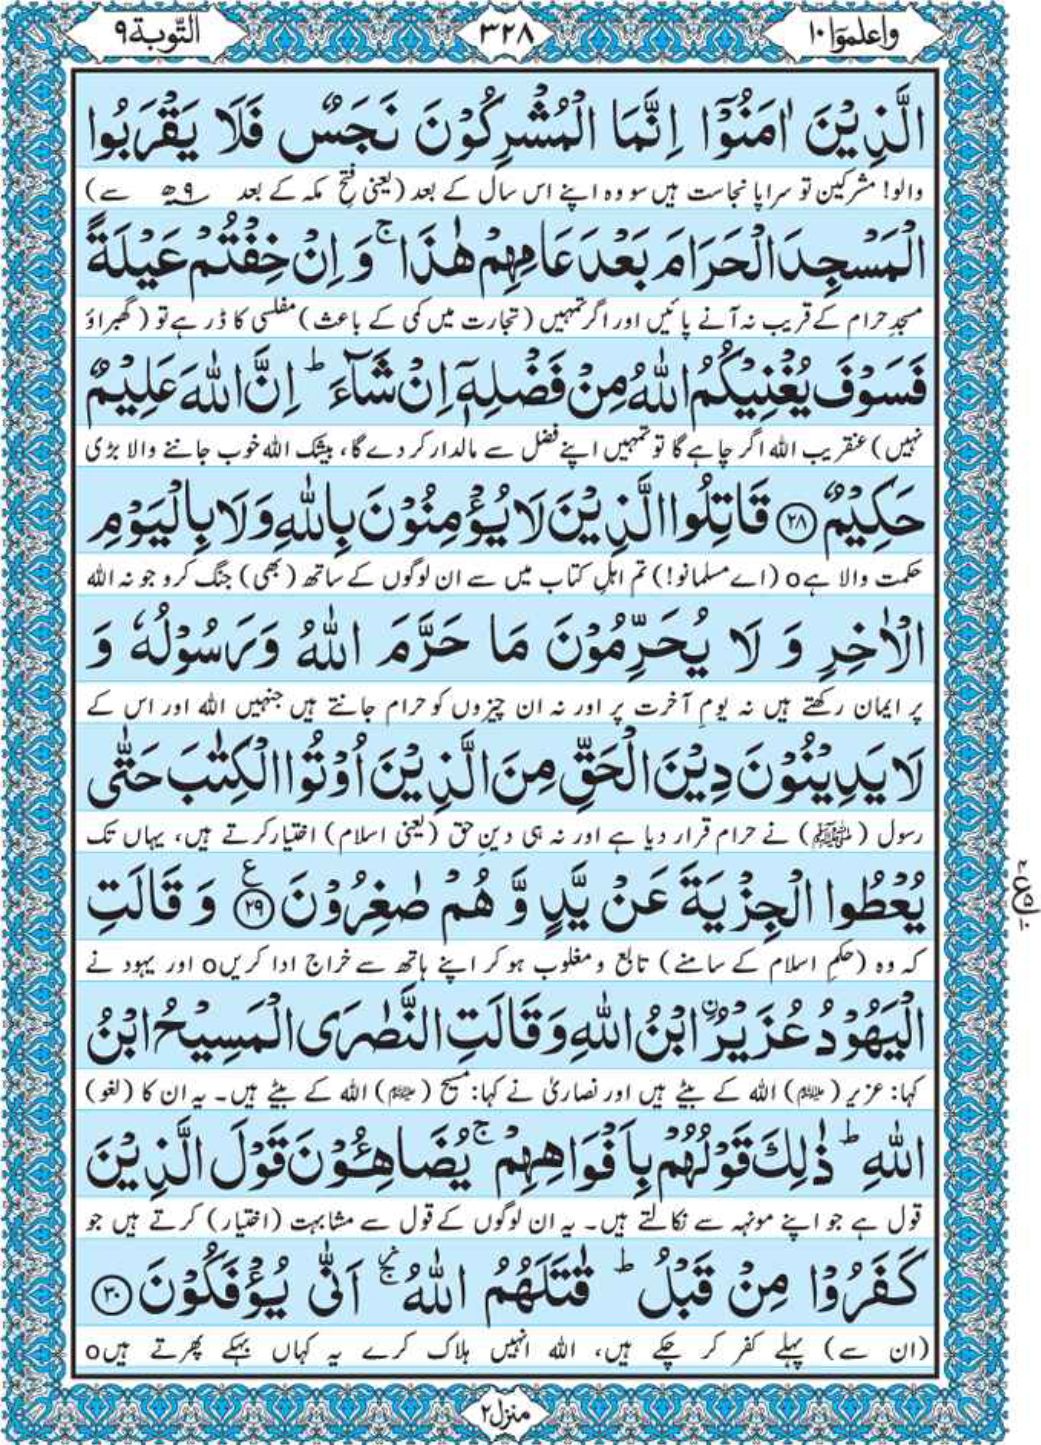 واعلموٓا ١٠
٣٢٨
التّوبة ٩
الَّذِيْنَ اٰمَنُوْٓا اِنَّمَا الْمُشْرِكُوْنَ نَجَسٌ فَلَا يَقْرَبُوا
والو! مشرکین تو سراپا نجاست ہیں سو وہ اپنے اس سال کے بعد (یعنی فتحِ مکہ کے بعد ۹ھ سے)
الْمَسْجِدَ الْحَرَامَ بَعْدَ عَامِهِمْ هٰذَا ۚ وَ اِنْ خِفْتُمْ عَيْلَةً
مسجدِ حرام کے قریب نہ آنے پائیں اور اگر تمہیں (تجارت میں کمی کے باعث) مفلسی کا ڈر ہے تو (گھبراؤ
فَسَوْفَ يُغْنِيْكُمُ اللّٰهُ مِنْ فَضْلِهٖٓ اِنْ شَآءَ ؕ اِنَّ اللّٰهَ عَلِيْمٌ
نہیں) عنقریب اللہ اگر چاہے گا تو تمہیں اپنے فضل سے مالدار کر دے گا، بیشک اللہ خوب جاننے والا بڑی
حَكِيْمٌ ﴿٢٨﴾ قَاتِلُوا الَّذِيْنَ لَا يُؤْمِنُوْنَ بِاللّٰهِ وَلَا بِالْيَوْمِ
حکمت والا ہےo (اے مسلمانو!) تم اہلِ کتاب میں سے ان لوگوں کے ساتھ (بھی) جنگ کرو جو نہ اللہ
الْاٰخِرِ وَ لَا يُحَرِّمُوْنَ مَا حَرَّمَ اللّٰهُ وَرَسُوْلُهٗ وَ
پر ایمان رکھتے ہیں نہ یومِ آخرت پر اور نہ ان چیزوں کو حرام جانتے ہیں جنہیں اللہ اور اس کے
لَا يَدِيْنُوْنَ دِيْنَ الْحَقِّ مِنَ الَّذِيْنَ اُوْتُوا الْكِتٰبَ حَتّٰى
رسول (ﷺ) نے حرام قرار دیا ہے اور نہ ہی دینِ حق (یعنی اسلام) اختیار کرتے ہیں، یہاں تک
يُعْطُوا الْجِزْيَةَ عَنْ يَّدٍ وَّ هُمْ صٰغِرُوْنَ ﴿٢٩﴾ ع وَ قَالَتِ
کہ وہ (حکمِ اسلام کے سامنے) تابع و مغلوب ہو کر اپنے ہاتھ سے خراج ادا کریںo اور یہود نے
الْيَهُوْدُ عُزَيْرُ ۨابْنُ اللّٰهِ وَقَالَتِ النَّصٰرَى الْمَسِيْحُ ابْنُ
کہا: عزیر (علیہ السلام) اللہ کے بیٹے ہیں اور نصاریٰ نے کہا: مسیح (علیہ السلام) اللہ کے بیٹے ہیں۔ یہ ان کا (لغو)
اللّٰهِ ؕ ذٰلِكَ قَوْلُهُمْ بِاَفْوَاهِهِمْ ۚ يُضَاهِـُٔوْنَ قَوْلَ الَّذِيْنَ
قول ہے جو اپنے مونہہ سے نکالتے ہیں۔ یہ ان لوگوں کے قول سے مشابہت (اختیار) کرتے ہیں جو
كَفَرُوْا مِنْ قَبْلُ ؕ قٰتَلَهُمُ اللّٰهُ ۚ اَنّٰى يُؤْفَكُوْنَ ﴿٣٠﴾
(ان سے) پہلے کفر کر چکے ہیں، اللہ انہیں ہلاک کرے یہ کہاں بہکے پھرتے ہیںo
منزل ٢